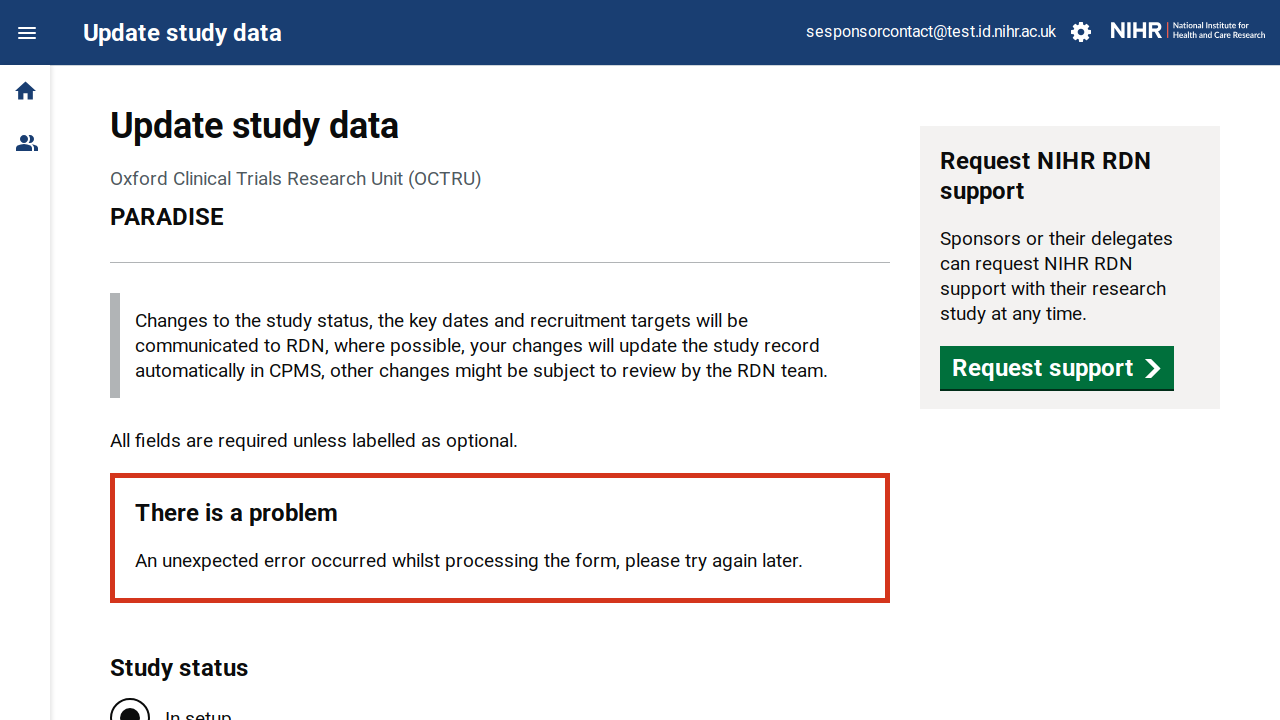 Update study data
sesponsorcontact@test.id.nihr.ac.uk
NIHR | National Institute for
Health and Care Research
Update study data
Oxford Clinical Trials Research Unit (OCTRU)
PARADISE
Changes to the study status, the key dates and recruitment targets will be
communicated to RDN, where possible, your changes will update the study record
automatically in CPMS, other changes might be subject to review by the RDN team.
All fields are required unless labelled as optional.
There is a problem
An unexpected error occurred whilst processing the form, please try again later.
Study status
In setup
Request NIHR RDN
support
Sponsors or their delegates
can request NIHR RDN
support with their research
study at any time.
Request support